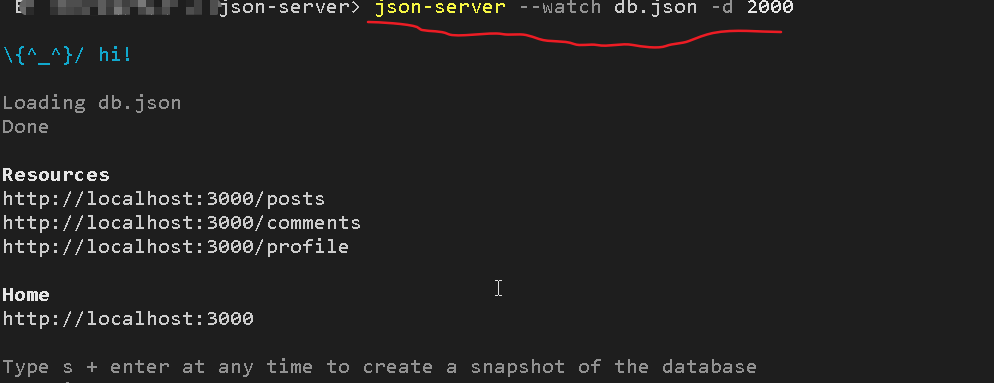 json-server> json-server --watch db.json -d 2000
\{^_^}/ hi!
Loading db.json
Done
Resources
http://localhost:3000/posts
http://localhost:3000/comments
http://localhost:3000/profile
Home
http://localhost:3000
Type s + enter at any time to create a snapshot of the database